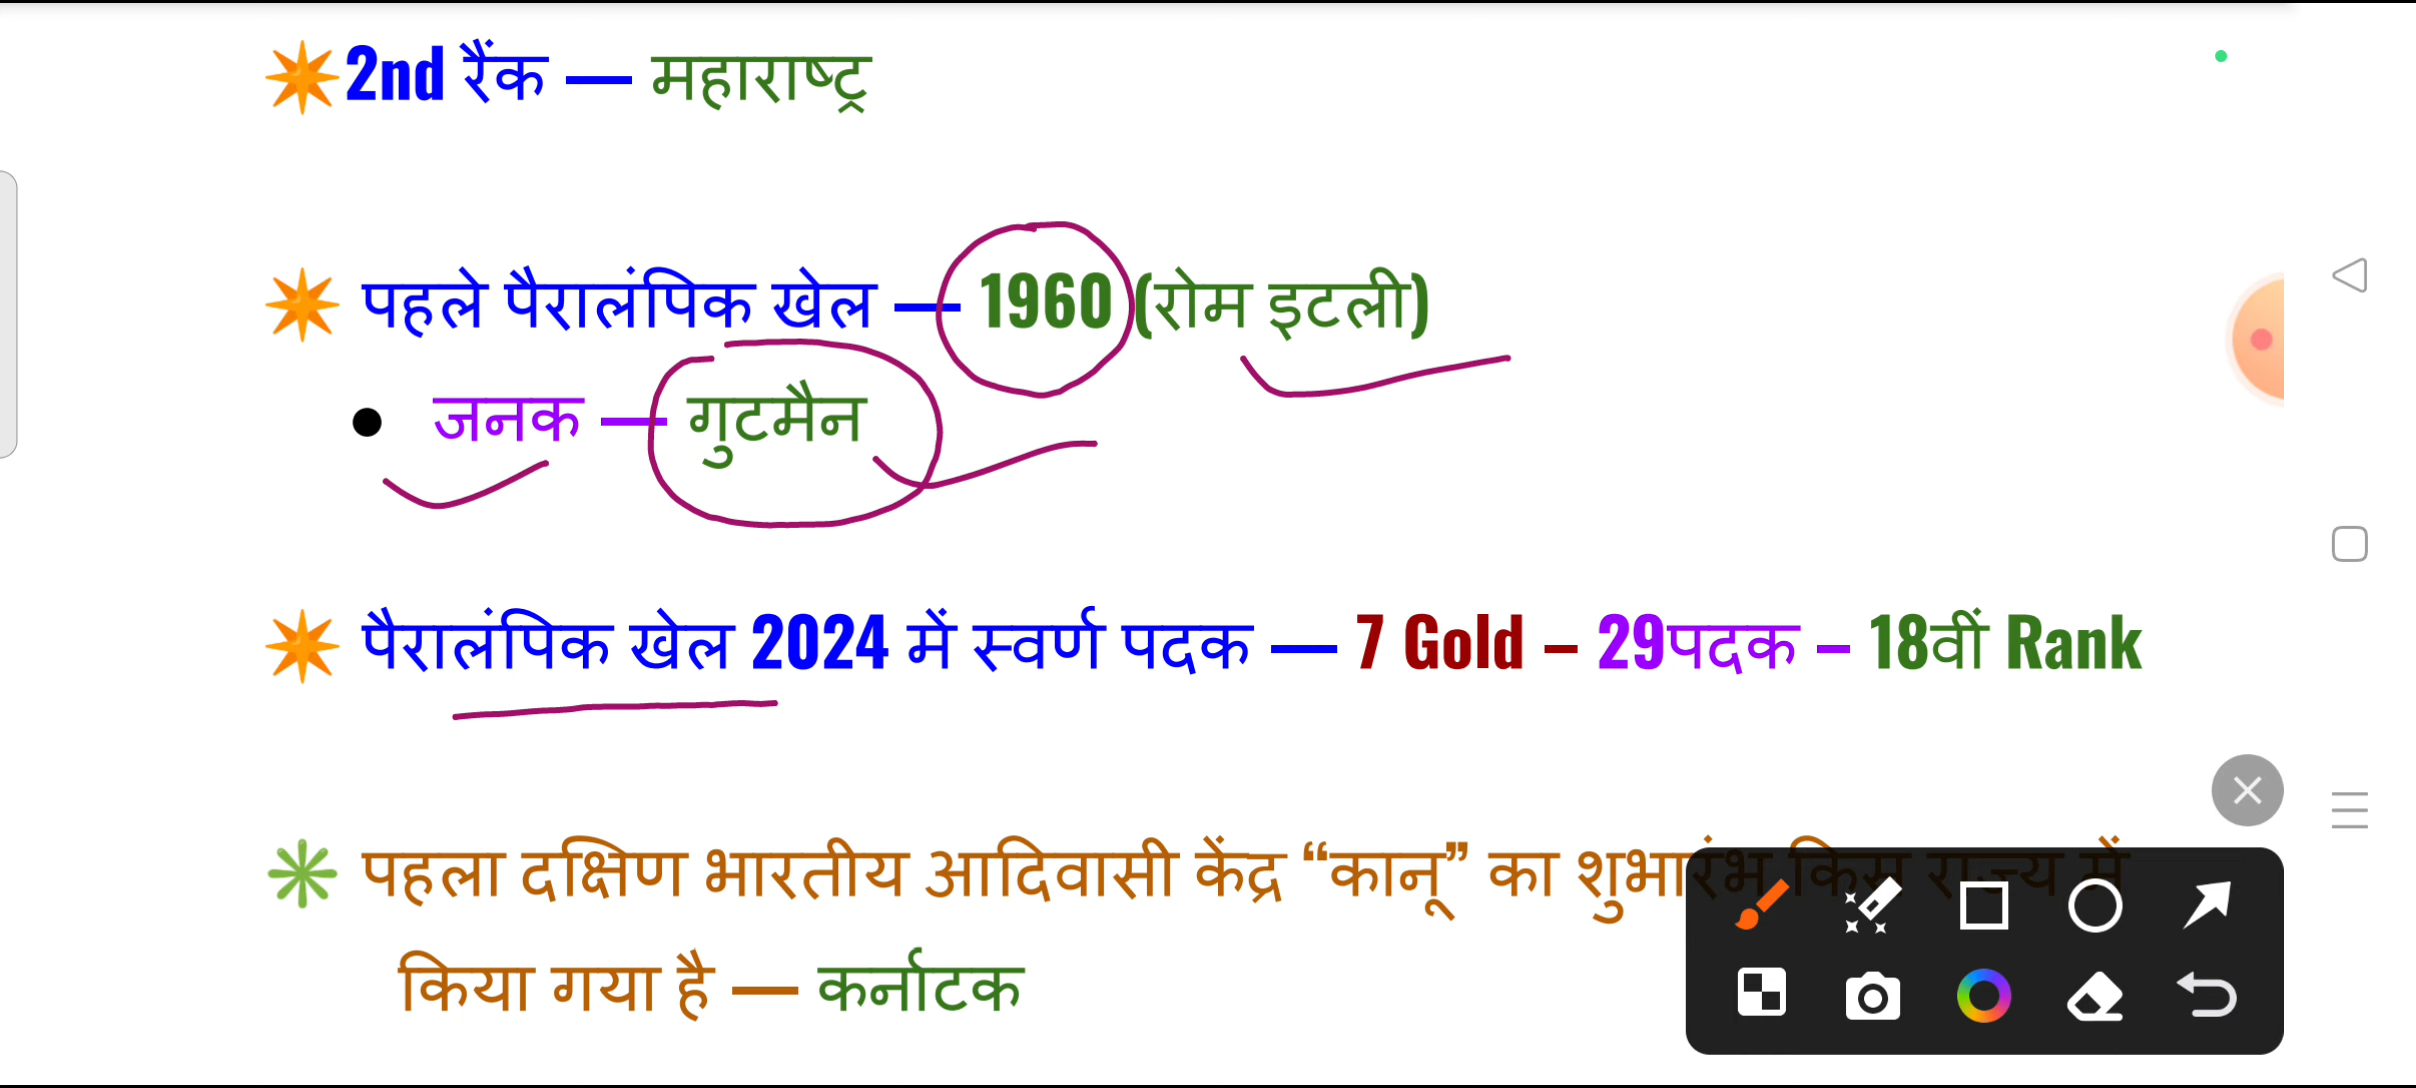 2nd रैंक — महाराष्ट्र
पहले पैरालंपिक खेल — 1960 (रोम इटली)
● जनक — गुटमैन
पैरालंपिक खेल 2024 में स्वर्ण पदक — 7 Gold – 29पदक – 18वीं Rank
पहला दक्षिण भारतीय आदिवासी केंद्र “कानू” का शुभारंभ किस राज्य में
किया गया है — कर्नाटक